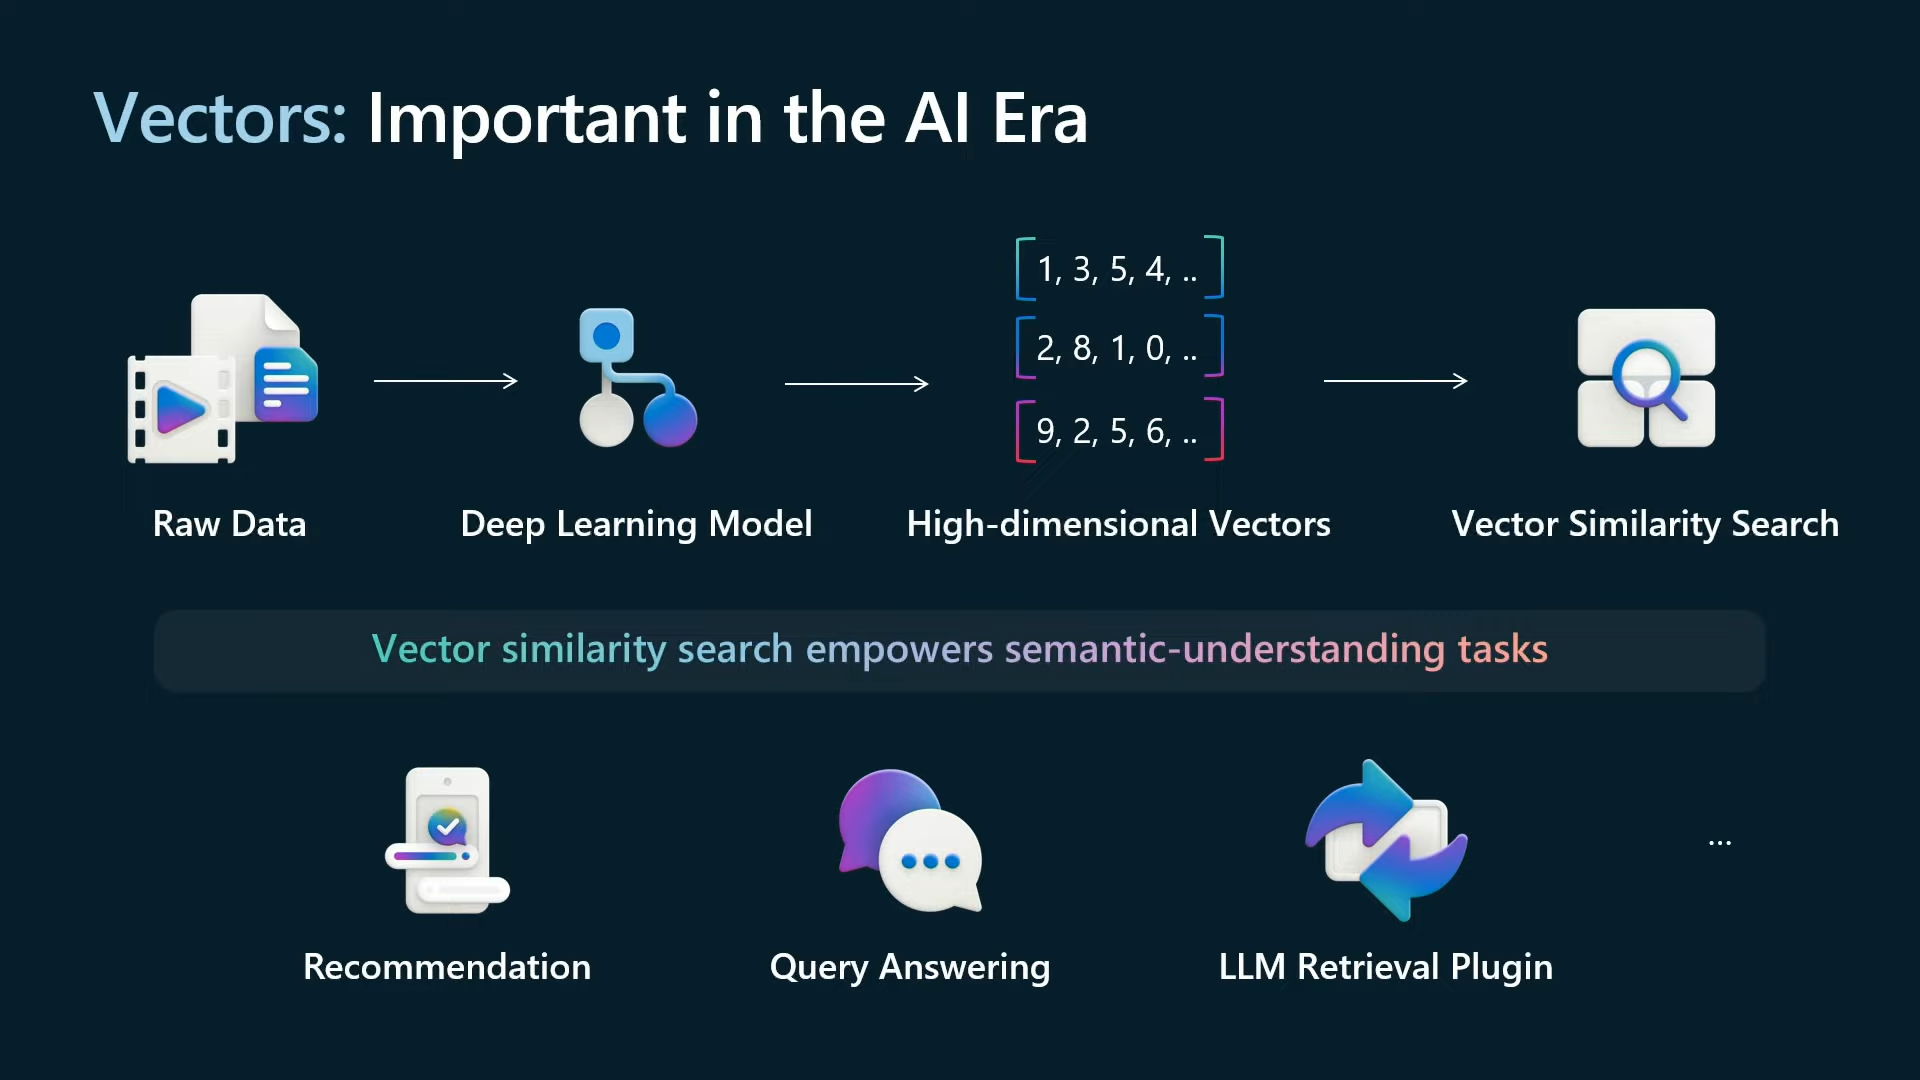 Vectors: Important in the AI Era
1, 3, 5, 4, ..
2, 8, 1, 0, ..
9, 2, 5, 6, ..
Raw Data
Deep Learning Model
High-dimensional Vectors
Vector Similarity Search
Vector similarity search empowers semantic-understanding tasks
...
Recommendation
Query Answering
LLM Retrieval Plugin